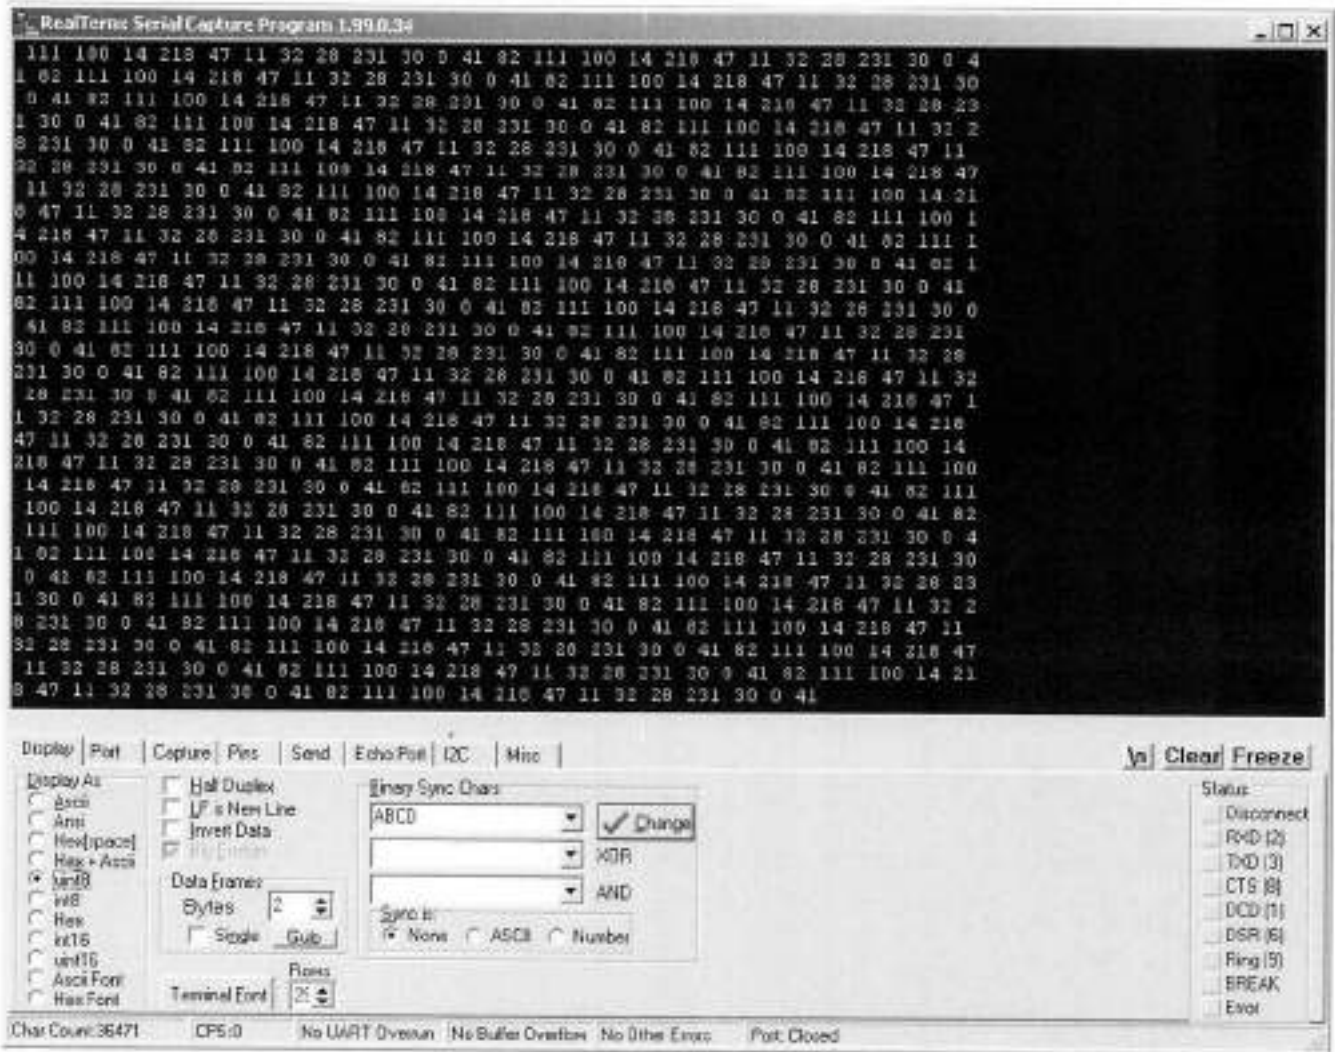 RealTerm: Serial Capture Program 1.99.0.34
111 100 14 218 47 11 32 28 231 30 0 41 82 111 100 14 218 47 11 32 28 231 30 0 4
1 82 111 100 14 218 47 11 32 28 231 30 0 41 82 111 100 14 218 47 11 32 28 231 30
0 41 82 111 100 14 218 47 11 32 28 231 30 0 41 82 111 100 14 218 47 11 32 28 23
1 30 0 41 82 111 100 14 218 47 11 32 28 231 30 0 41 82 111 100 14 218 47 11 32 2
8 231 30 0 41 82 111 100 14 218 47 11 32 28 231 30 0 41 82 111 100 14 218 47 11
32 28 231 30 0 41 82 111 100 14 218 47 11 32 28 231 30 0 41 82 111 100 14 218 47
11 32 28 231 30 0 41 82 111 100 14 218 47 11 32 28 231 30 0 41 82 111 100 14 21
8 47 11 32 28 231 30 0 41 82 111 100 14 218 47 11 32 28 231 30 0 41 82 111 100 1
4 218 47 11 32 28 231 30 0 41 82 111 100 14 218 47 11 32 28 231 30 0 41 82 111 1
00 14 218 47 11 32 28 231 30 0 41 82 111 100 14 218 47 11 32 28 231 30 0 41 82 1
11 100 14 218 47 11 32 28 231 30 0 41 82 111 100 14 218 47 11 32 28 231 30 0 41
82 111 100 14 218 47 11 32 28 231 30 0 41 82 111 100 14 218 47 11 32 28 231 30 0
41 82 111 100 14 218 47 11 32 28 231 30 0 41 82 111 100 14 218 47 11 32 28 231
30 0 41 82 111 100 14 218 47 11 32 28 231 30 0 41 82 111 100 14 218 47 11 32 28
231 30 0 41 82 111 100 14 218 47 11 32 28 231 30 0 41 82 111 100 14 218 47 11 32
28 231 30 0 41 82 111 100 14 218 47 11 32 28 231 30 0 41 82 111 100 14 218 47 1
1 32 28 231 30 0 41 82 111 100 14 218 47 11 32 28 231 30 0 41 82 111 100 14 218
47 11 32 28 231 30 0 41 82 111 100 14 218 47 11 32 28 231 30 0 41 82 111 100 14
218 47 11 32 28 231 30 0 41 82 111 100 14 218 47 11 32 28 231 30 0 41 82 111 100
14 218 47 11 32 28 231 30 0 41 82 111 100 14 218 47 11 32 28 231 30 0 41 82 111
100 14 218 47 11 32 28 231 30 0 41 82 111 100 14 218 47 11 32 28 231 30 0 41 82
111 100 14 218 47 11 32 28 231 30 0 41 82 111 100 14 218 47 11 32 28 231 30 0 4
1 82 111 100 14 218 47 11 32 28 231 30 0 41 82 111 100 14 218 47 11 32 28 231 30
0 41 82 111 100 14 218 47 11 32 28 231 30 0 41 82 111 100 14 218 47 11 32 28 23
1 30 0 41 82 111 100 14 218 47 11 32 28 231 30 0 41 82 111 100 14 218 47 11 32 2
8 231 30 0 41 82 111 100 14 218 47 11 32 28 231 30 0 41 82 111 100 14 218 47 11
32 28 231 30 0 41 82 111 100 14 218 47 11 32 28 231 30 0 41 82 111 100 14 218 47
11 32 28 231 30 0 41 82 111 100 14 218 47 11 32 28 231 30 0 41 82 111 100 14 21
8 47 11 32 28 231 30 0 41 82 111 100 14 218 47 11 32 28 231 30 0 41
Display Port Capture Pins Send Echo Port I2C Misc \n Clear Freeze
Display As
Ascii
Ansi
Hex[space]
Hex + Ascii
uint8
int8
Hex
int16
uint16
Ascii Font
Hex Font
Half Duplex
LF is New Line
Invert Data
Data Frames
Bytes 2
Single Gulp
Terminal Font
Rows
25
Binary Sync Chars
ABCD
Change
XOR
AND
Sync is:
None ASCII Number
Status
Disconnect
RXD (2)
TXD (3)
CTS (8)
DCD (1)
DSR (6)
Ring (9)
BREAK
Error
Char Count:36471 CPS:0 No UART Overrun No Buffer Overflow No Other Errors Port: Closed